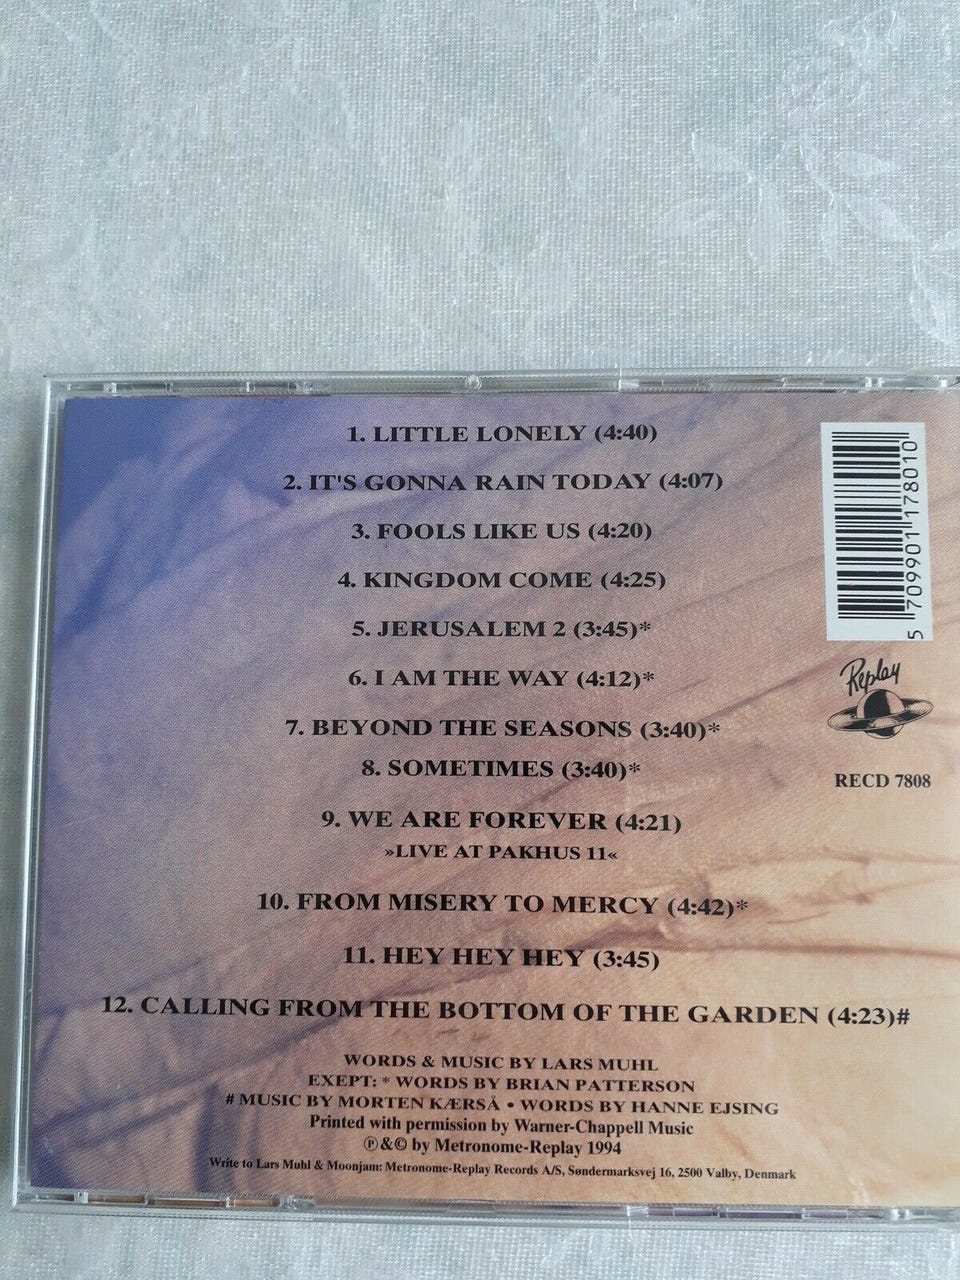 1. LITTLE LONELY (4:40)
2. IT'S GONNA RAIN TODAY (4:07)
3. FOOLS LIKE US (4:20)
4. KINGDOM COME (4:25)
5. JERUSALEM 2 (3:45)*
6. I AM THE WAY (4:12)*
7. BEYOND THE SEASONS (3:40)*
8. SOMETIMES (3:40)*
9. WE ARE FOREVER (4:21)
»LIVE AT PAKHUS 11«
10. FROM MISERY TO MERCY (4:42)*
11. HEY HEY HEY (3:45)
12. CALLING FROM THE BOTTOM OF THE GARDEN (4:23)#
WORDS & MUSIC BY LARS MUHL
EXEPT: * WORDS BY BRIAN PATTERSON
# MUSIC BY MORTEN KÆRSÅ • WORDS BY HANNE EJSING
Printed with permission by Warner-Chappell Music
℗&© by Metronome-Replay 1994
Write to Lars Muhl & Moonjam: Metronome-Replay Records A/S, Søndermarksvej 16, 2500 Valby, Denmark
5 709901 178010
Replay
RECD 7808